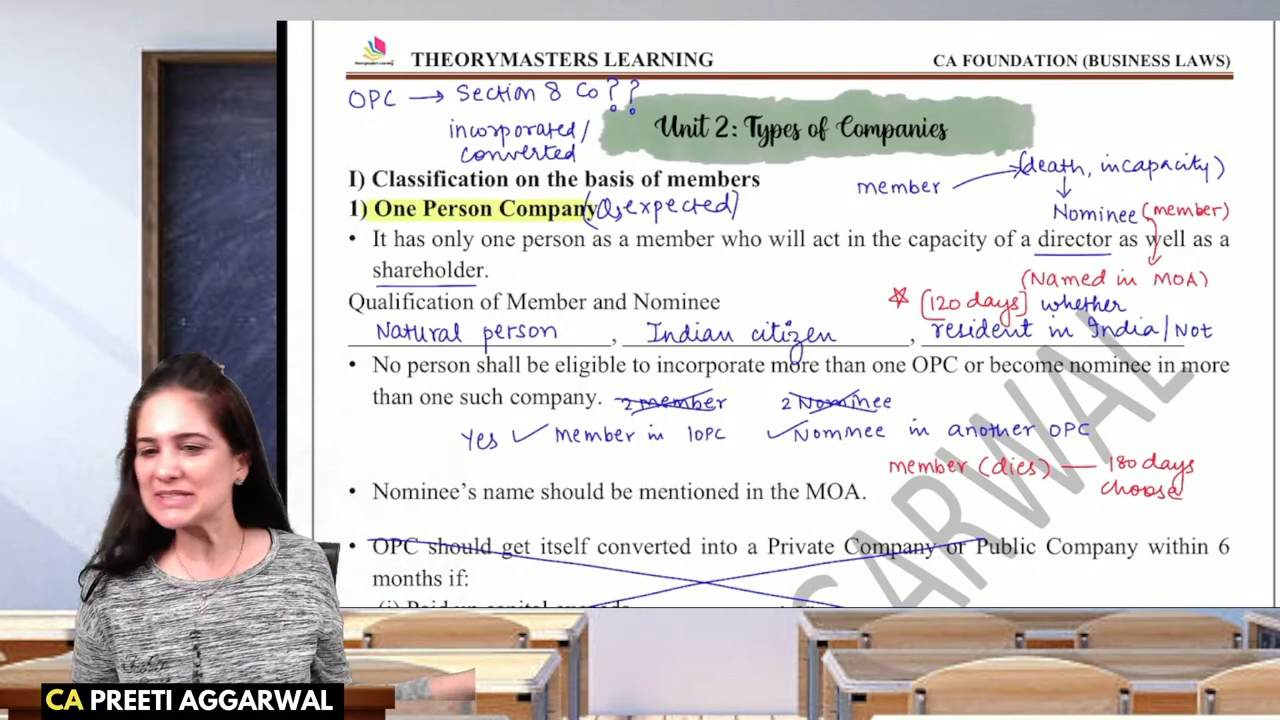 THEORYMASTERS LEARNING
CA FOUNDATION (BUSINESS LAWS)
OPC → Section 8 Co??
incorporated/
converted
Unit 2: Types of Companies
I) Classification on the basis of members
member
(death, incapacity)
Nominee (member)
(Named in MOA)
1) One Person Company (Qs expected)
• It has only one person as a member who will act in the capacity of a director as well as a
shareholder.
Qualification of Member and Nominee
[120 days] whether
Natural person, Indian citizen, resident in India/Not
• No person shall be eligible to incorporate more than one OPC or become nominee in more
than one such company. 2 member 2 Nominee
Yes ✓ Member in 1OPC ✓ Nominee in another OPC
member (dies) — 180 days
choose
• Nominee's name should be mentioned in the MOA.
• OPC should get itself converted into a Private Company or Public Company within 6
months if:
SARWAL
CA PREETI AGGARWAL